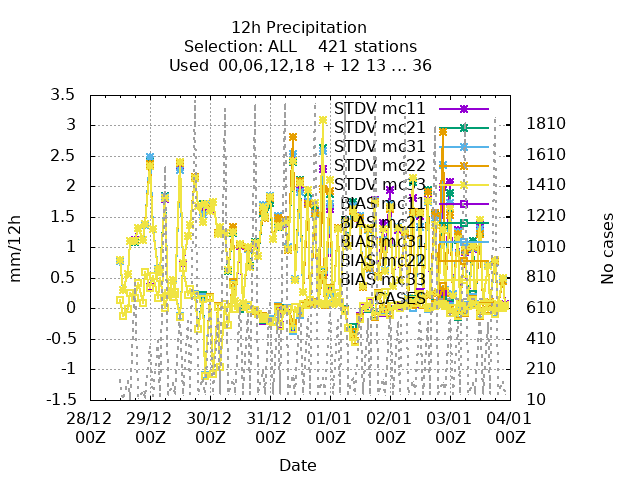 12h Precipitation
Selection: ALL 421 stations
Used 00,06,12,18 + 12 13 ... 36
3.5
3
2.5
2
1.5
1
0.5
0
-0.5
-1
-1.5
mm/12h
STDV mc11
STDV mc21
STDV mc31
STDV mc22
STDV mc33
BIAS mc11
BIAS mc21
BIAS mc31
BIAS mc22
BIAS mc33
CASES
1810
1610
1410
1210
1010
810
610
410
210
10
No cases
28/12 29/12 30/12 31/12 01/01 02/01 03/01 04/01
00Z 00Z 00Z 00Z 00Z 00Z 00Z 00Z
Date